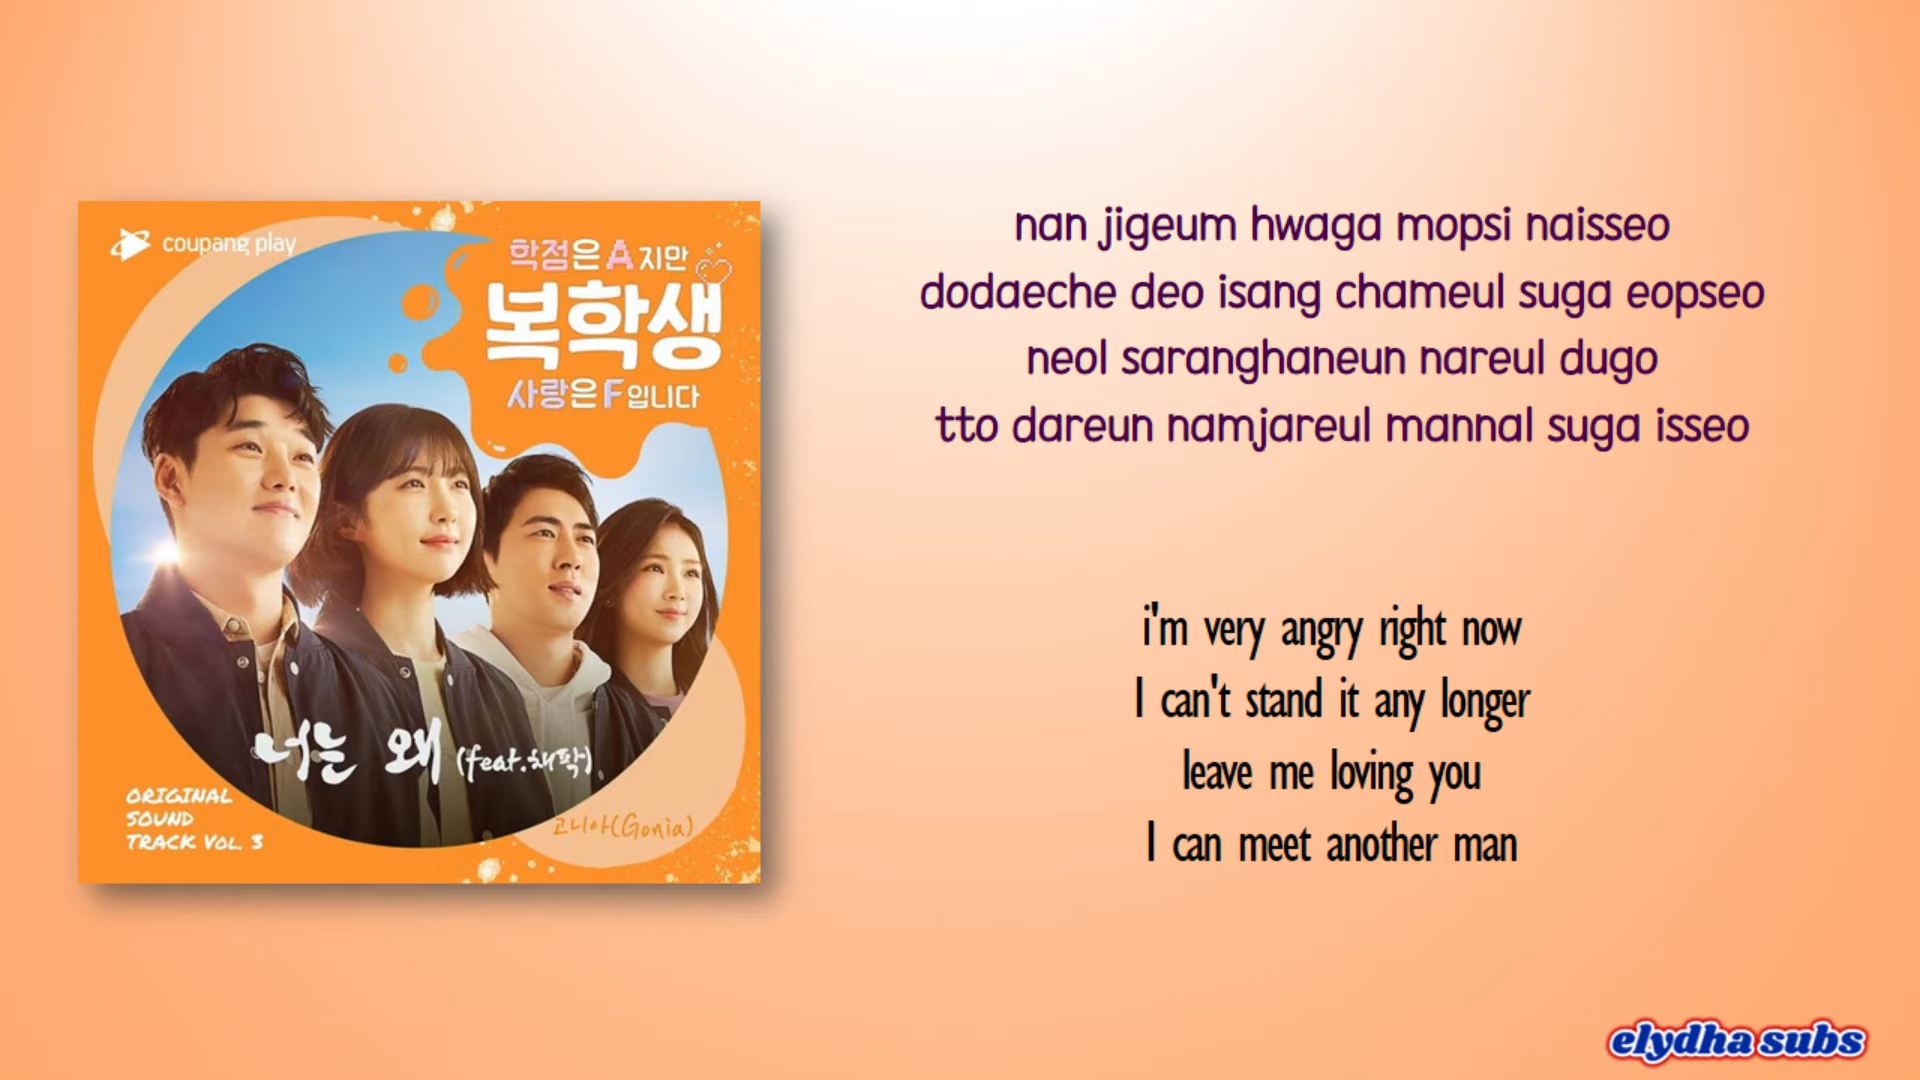 coupang play
학점은 A지만
복학생
사랑은 F입니다
너는 왜 (feat.채팍)
ORIGINAL
SOUND
TRACK VOL. 3
고니아(Gonia)
nan jigeum hwaga mopsi naisseo
dodaeche deo isang chameul suga eopseo
neol saranghaneun nareul dugo
tto dareun namjareul mannal suga isseo
i'm very angry right now
I can't stand it any longer
leave me loving you
I can meet another man
elydha subs